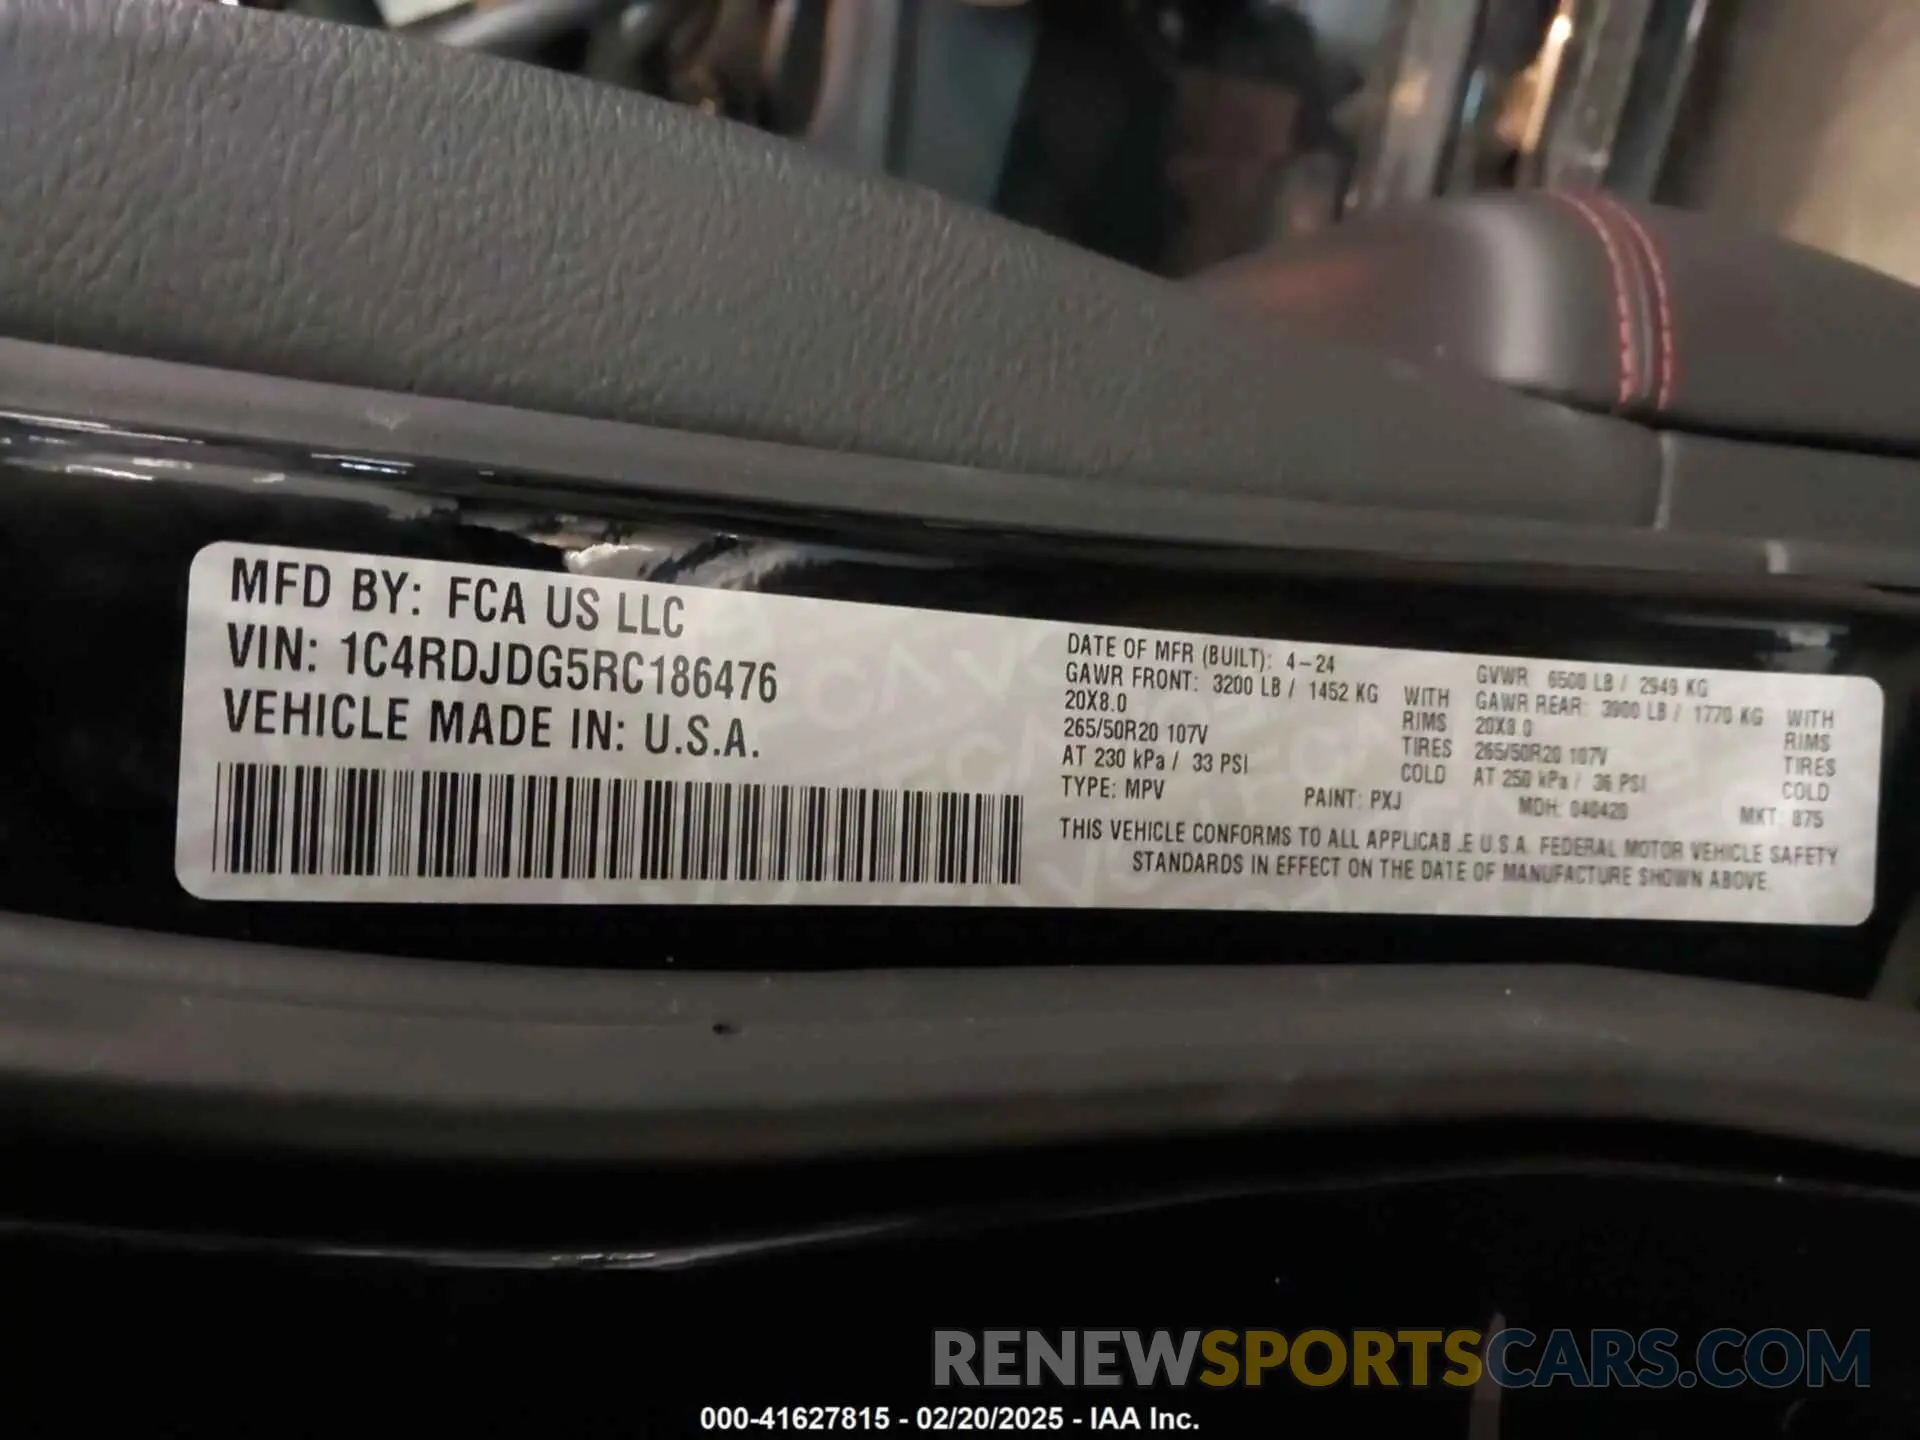 MFD BY: FCA US LLC
VIN: 1C4RDJDG5RC186476
VEHICLE MADE IN: U.S.A.
DATE OF MFR (BUILT): 4-24
GAWR FRONT: 3200 LB / 1452 KG WITH
20X8.0 RIMS
265/50R20 107V TIRES
AT 230 kPa / 33 PSI COLD
GVWR 6500 LB / 2949 KG
GAWR REAR: 3900 LB / 1770 KG WITH
20X8.0 RIMS
265/50R20 107V TIRES
AT 250 kPa / 36 PSI COLD
TYPE: MPV PAINT: PXJ MDH: 040420 MKT: 875
THIS VEHICLE CONFORMS TO ALL APPLICAB.E U.S.A. FEDERAL MOTOR VEHICLE SAFETY
STANDARDS IN EFFECT ON THE DATE OF MANUFACTURE SHOWN ABOVE.
RENEWSPORTSCARS.COM
000-41627815 - 02/20/2025 - IAA Inc.